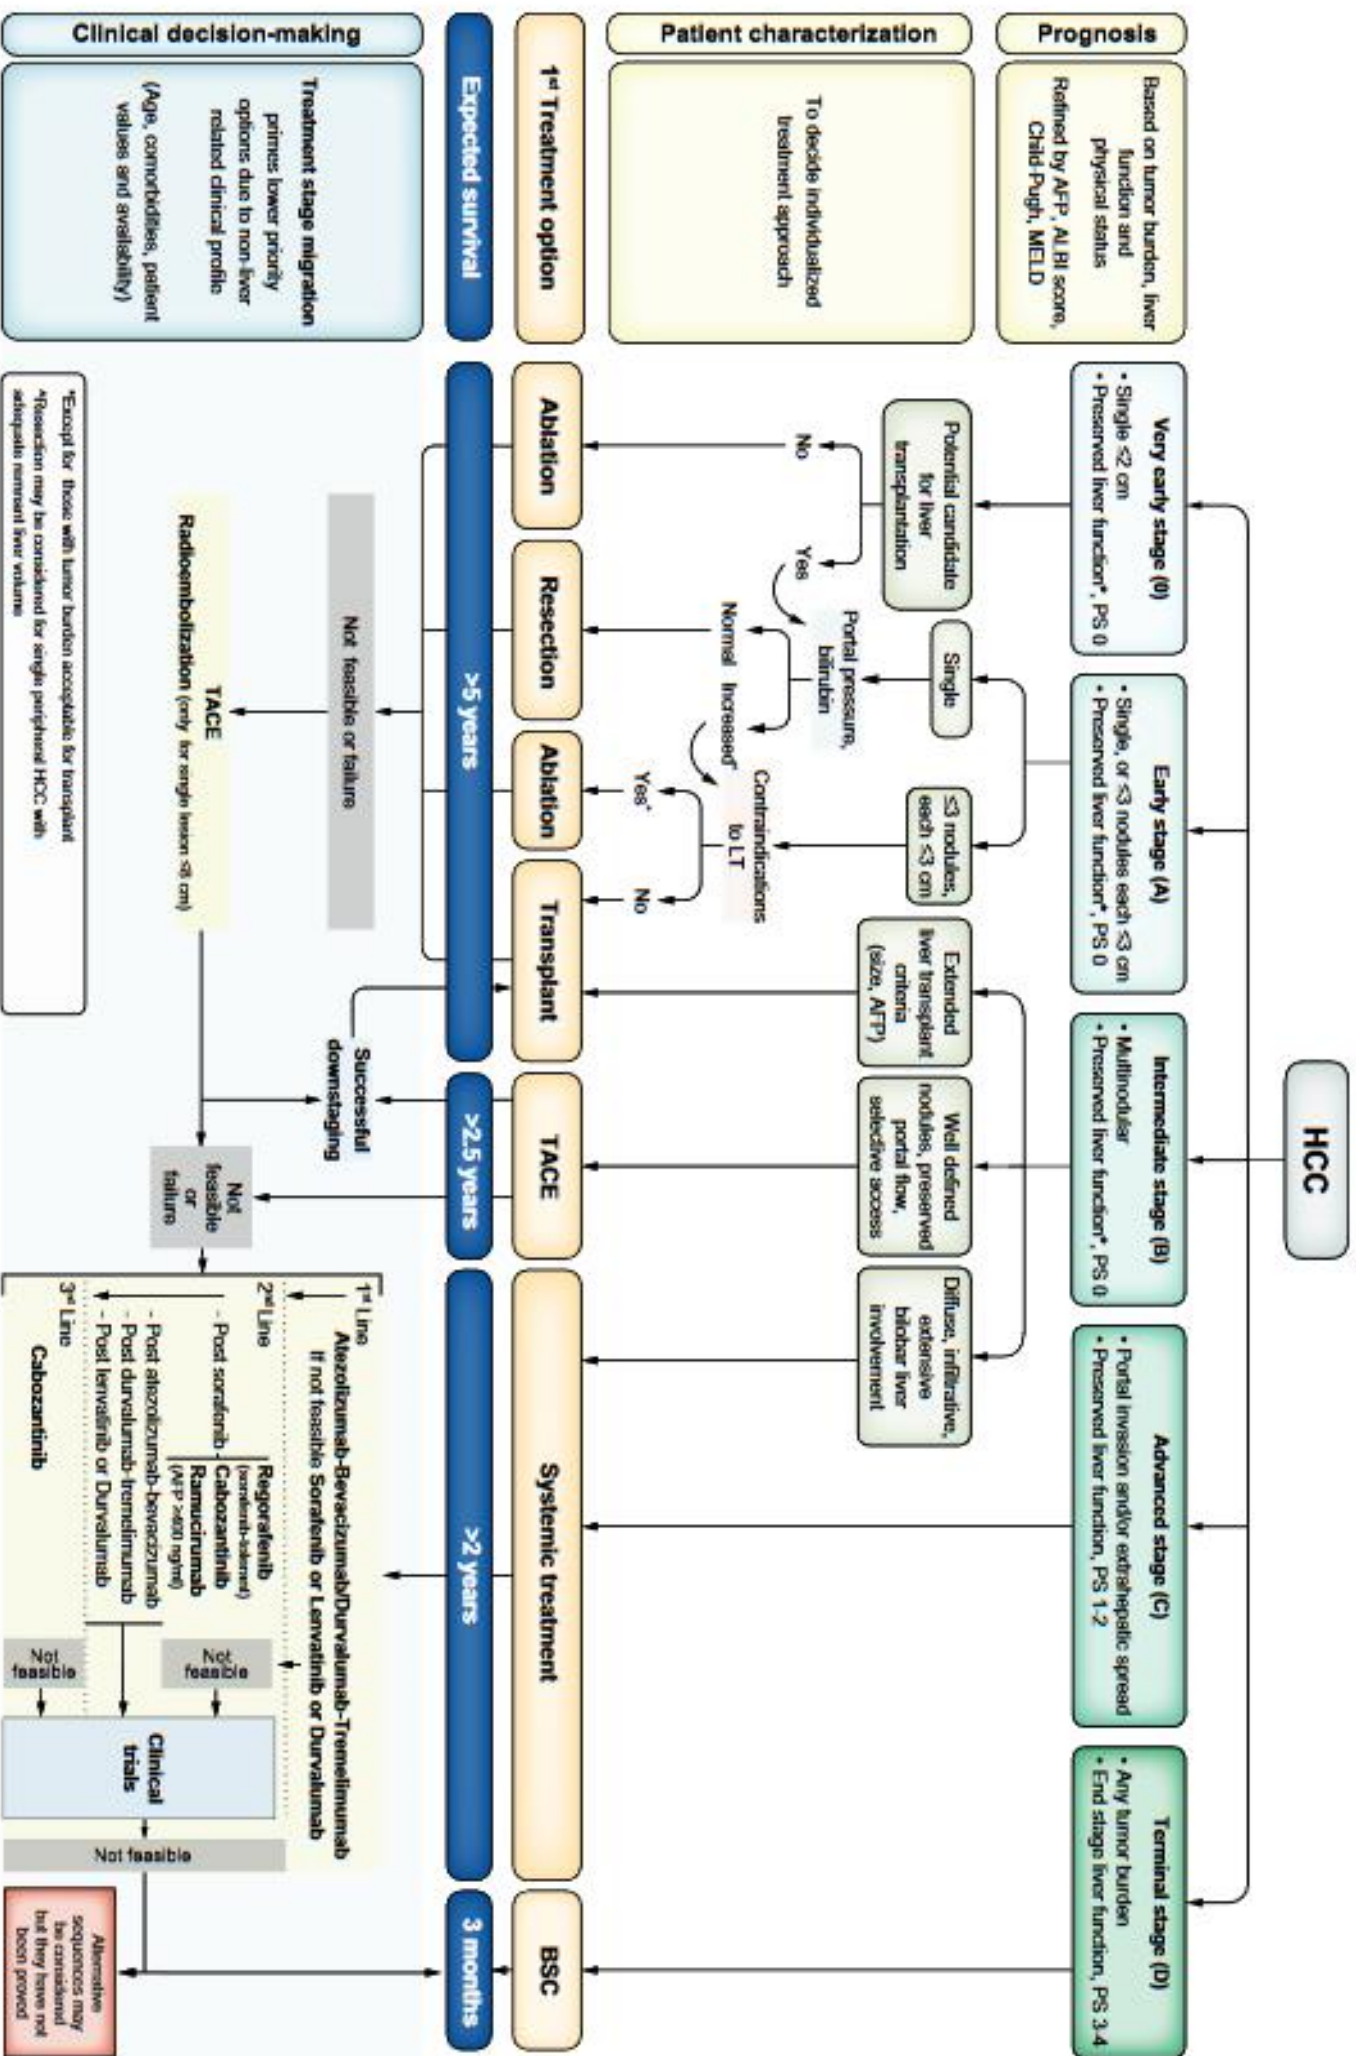 HCC
Prognosis
Based on tumor burden, liver
function and
physical status
Refined by AFP, ALBI score,
Child-Pugh, MELD
Very early stage (0)
• Single ≤2 cm
• Preserved liver function*, PS 0
Early stage (A)
• Single, or ≤3 nodules each ≤3 cm
• Preserved liver function*, PS 0
Intermediate stage (B)
• Multinodular
• Preserved liver function*, PS 0
Advanced stage (C)
• Portal invasion and/or extrahepatic spread
• Preserved liver function, PS 1-2
Terminal stage (D)
• Any tumor burden
• End stage liver function, PS 3-4
Patient characterization
To decide individualized
treatment approach
Potential candidate
for liver
transplantation
Single
≤3 nodules,
each ≤3 cm
Extended
liver transplant
criteria
(size, AFP)
Well defined
nodules, preserved
portal flow,
selective access
Diffuse, infiltrative,
extensive
bilobar liver
involvement
Portal pressure,
bilirubin
No
Yes
Contraindications
to LT
Normal
Increased^
Yes^
No
1st Treatment option
Ablation
Resection
Ablation
Transplant
TACE
Systemic treatment
BSC
Expected survival
>5 years
>2.5 years
>2 years
3 months
Clinical decision-making
Treatment stage migration
primes lower priority
options due to non-liver
related clinical profile
(Age, comorbidities, patient
values and availability)
Not feasible or failure
TACE
Radioembolization (only for single lesion ≤8 cm)
Successful
downstaging
Not
feasible
or
failure
1st Line
Atezolizumab-Bevacizumab/Durvalumab-Tremelimumab
If not feasible Sorafenib or Lenvatinib or Durvalumab
2nd Line
- Post sorafenib
Regorafenib
(sorafenib-tolerant)
Cabozantinib
Ramucirumab
(AFP ≥400 ng/ml)
- Post atezolizumab-bevacizumab
- Post durvalumab-tremelimumab
- Post lenvatinib or Durvalumab
3rd Line
Cabozantinib
Not
feasible
Not
feasible
Clinical
trials
Not feasible
Alternative
sequences may
be considered
but they have not
been proved
*Except for those with tumor burden acceptable for transplant
^Resection may be considered for single peripheral HCC with
adequate remnant liver volume